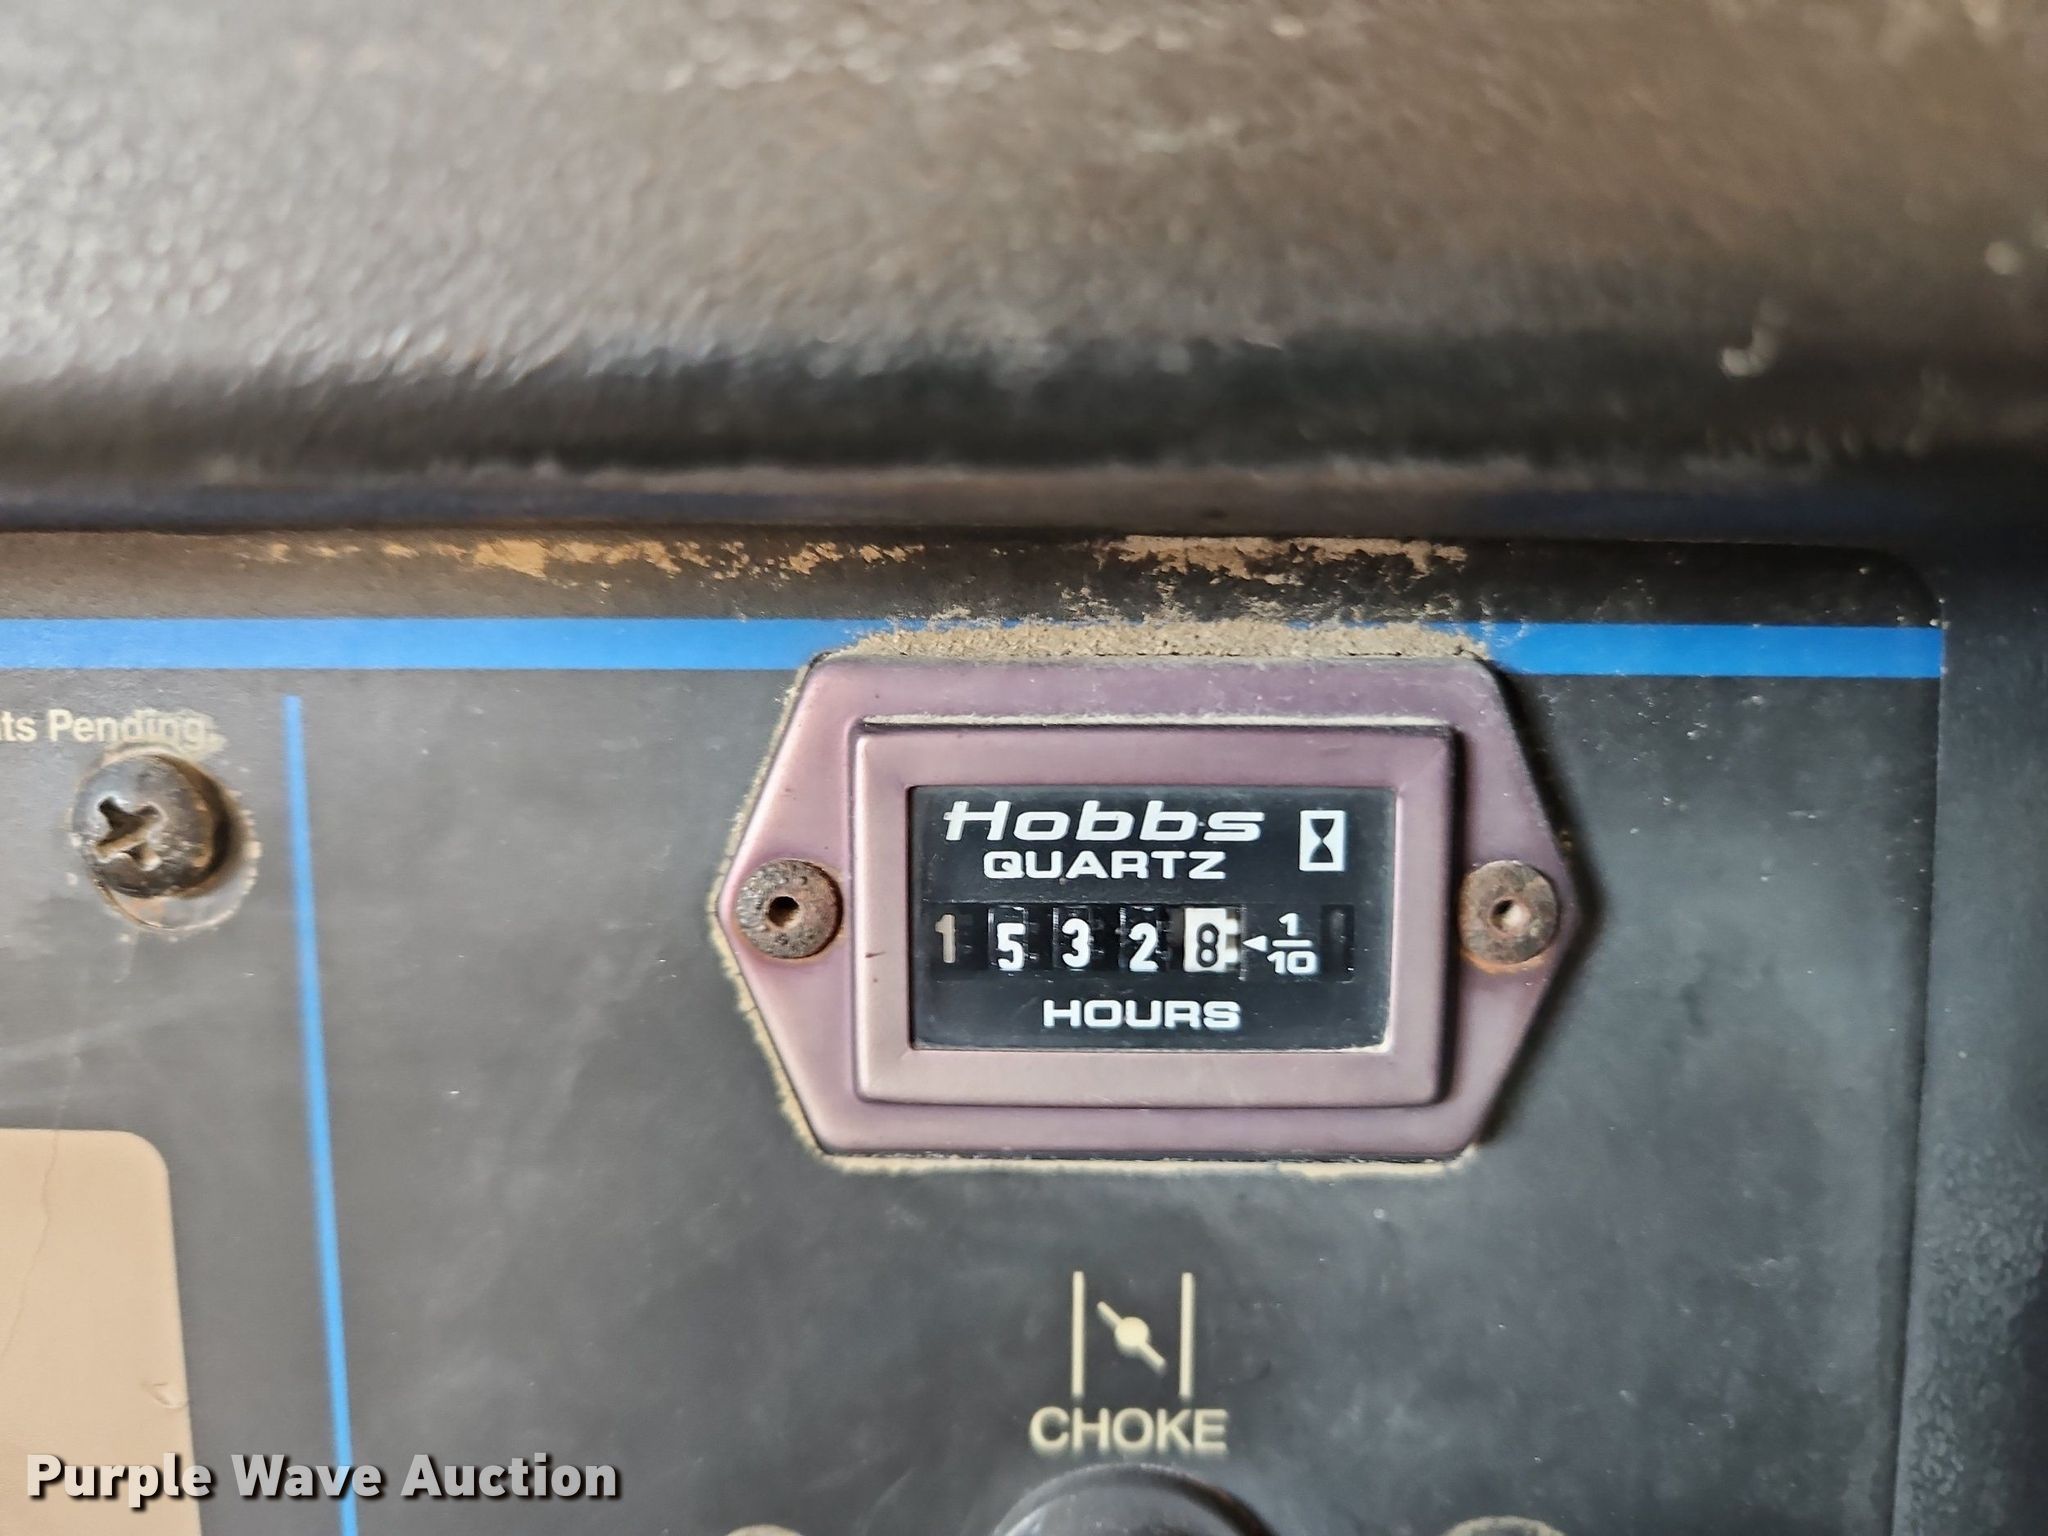 ts Pending.
Hobbs
QUARTZ
1 5 3 2 8 ◄ 1/10
HOURS
CHOKE
Purple Wave Auction